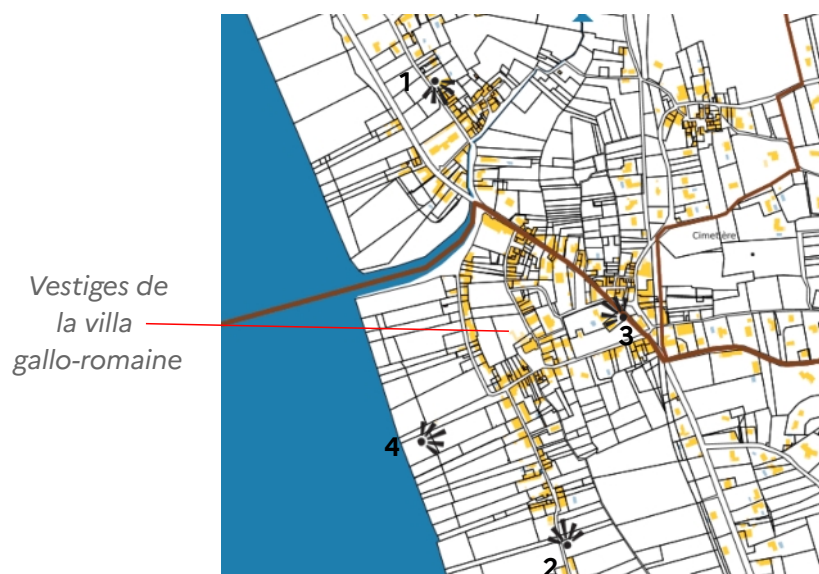 1
Cimetière
Vestiges de
la villa
gallo-romaine
3
4
2